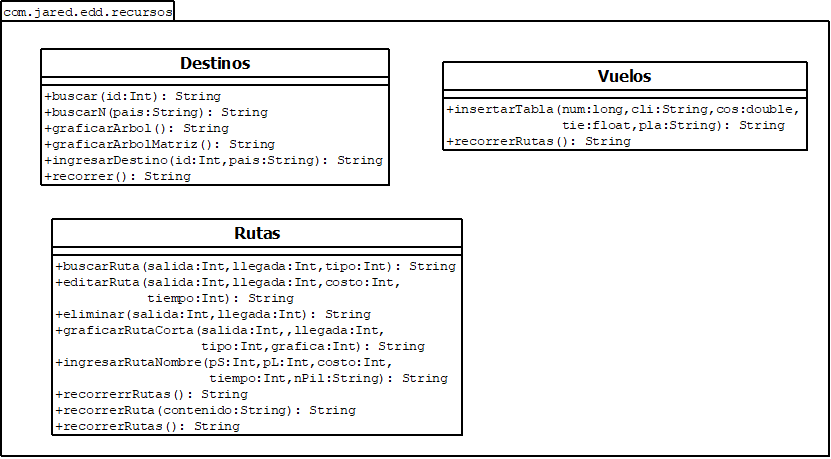 com.jared.edd.recursos
Destinos
+buscar(id:Int): String
+buscarN(pais:String): String
+graficarArbol(): String
+graficarArbolMatriz(): String
+ingresarDestino(id:Int,pais:String): String
+recorrer(): String
Vuelos
+insertarTabla(num:long,cli:String,cos:double,
tie:float,pla:String): String
+recorrerRutas(): String
Rutas
+buscarRuta(salida:Int,llegada:Int,tipo:Int): String
+editarRuta(salida:Int,llegada:Int,costo:Int,
tiempo:Int): String
+eliminar(salida:Int,llegada:Int): String
+graficarRutaCorta(salida:Int,,llegada:Int,
tipo:Int,grafica:Int): String
+ingresarRutaNombre(pS:Int,pL:Int,costo:Int,
tiempo:Int,nPil:String): String
+recorrerrRutas(): String
+recorrerRuta(contenido:String): String
+recorrerRutas(): String